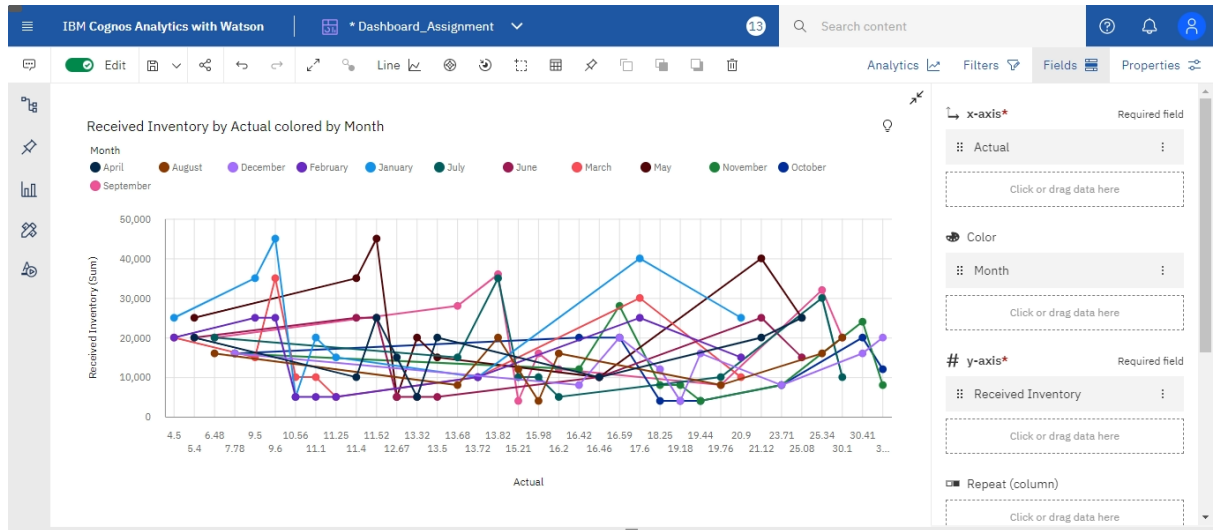 IBM Cognos Analytics with Watson
* Dashboard_Assignment
13
Search content
Edit
Line
Analytics
Filters
Fields
Properties
Received Inventory by Actual colored by Month
Month
April August December February January July June March May November October
September
50,000
40,000
30,000
20,000
10,000
0
Received Inventory (Sum)
4.5 6.48 9.5 10.56 11.25 11.52 13.32 13.68 13.82 15.98 16.42 16.59 18.25 19.44 20.9 23.71 25.34 30.41
5.4 7.78 9.6 11.1 11.4 12.67 13.5 13.72 15.21 16.2 16.46 17.6 19.18 19.76 21.12 25.08 30.1 3...
Actual
x-axis* Required field
Actual
Click or drag data here
Color
Month
Click or drag data here
# y-axis* Required field
Received Inventory
Click or drag data here
Repeat (column)
Click or drag data here